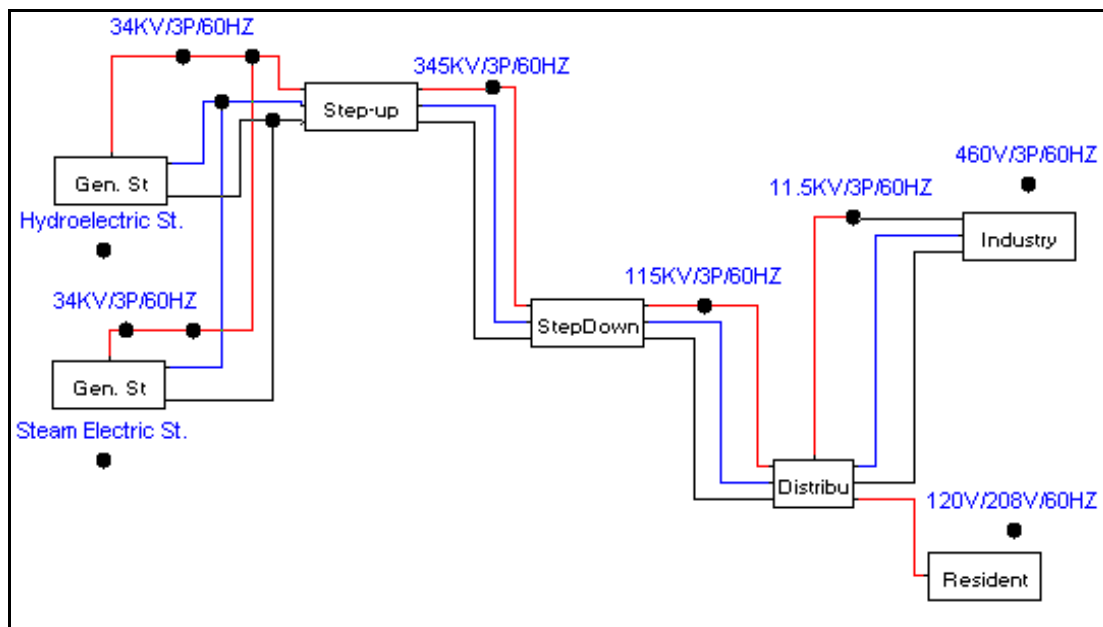 34KV/3P/60HZ
345KV/3P/60HZ
Step-up
460V/3P/60HZ
Gen. St
11.5KV/3P/60HZ
Hydroelectric St.
Industry
115KV/3P/60HZ
34KV/3P/60HZ
StepDown
Gen. St
Steam Electric St.
Distribu
120V/208V/60HZ
Resident